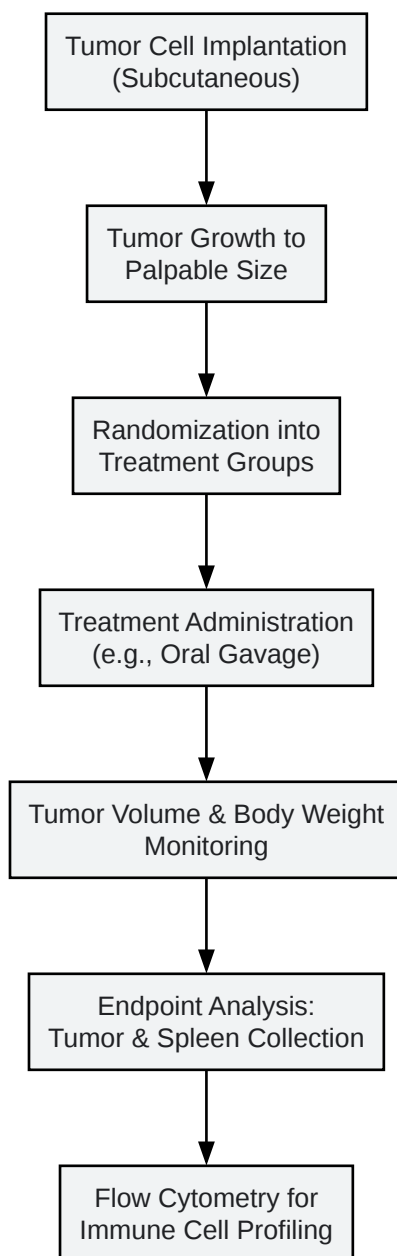 Tumor Cell Implantation
(Subcutaneous)
Tumor Growth to
Palpable Size
Randomization into
Treatment Groups
Treatment Administration
(e.g., Oral Gavage)
Tumor Volume & Body Weight
Monitoring
Endpoint Analysis:
Tumor & Spleen Collection
Flow Cytometry for
Immune Cell Profiling